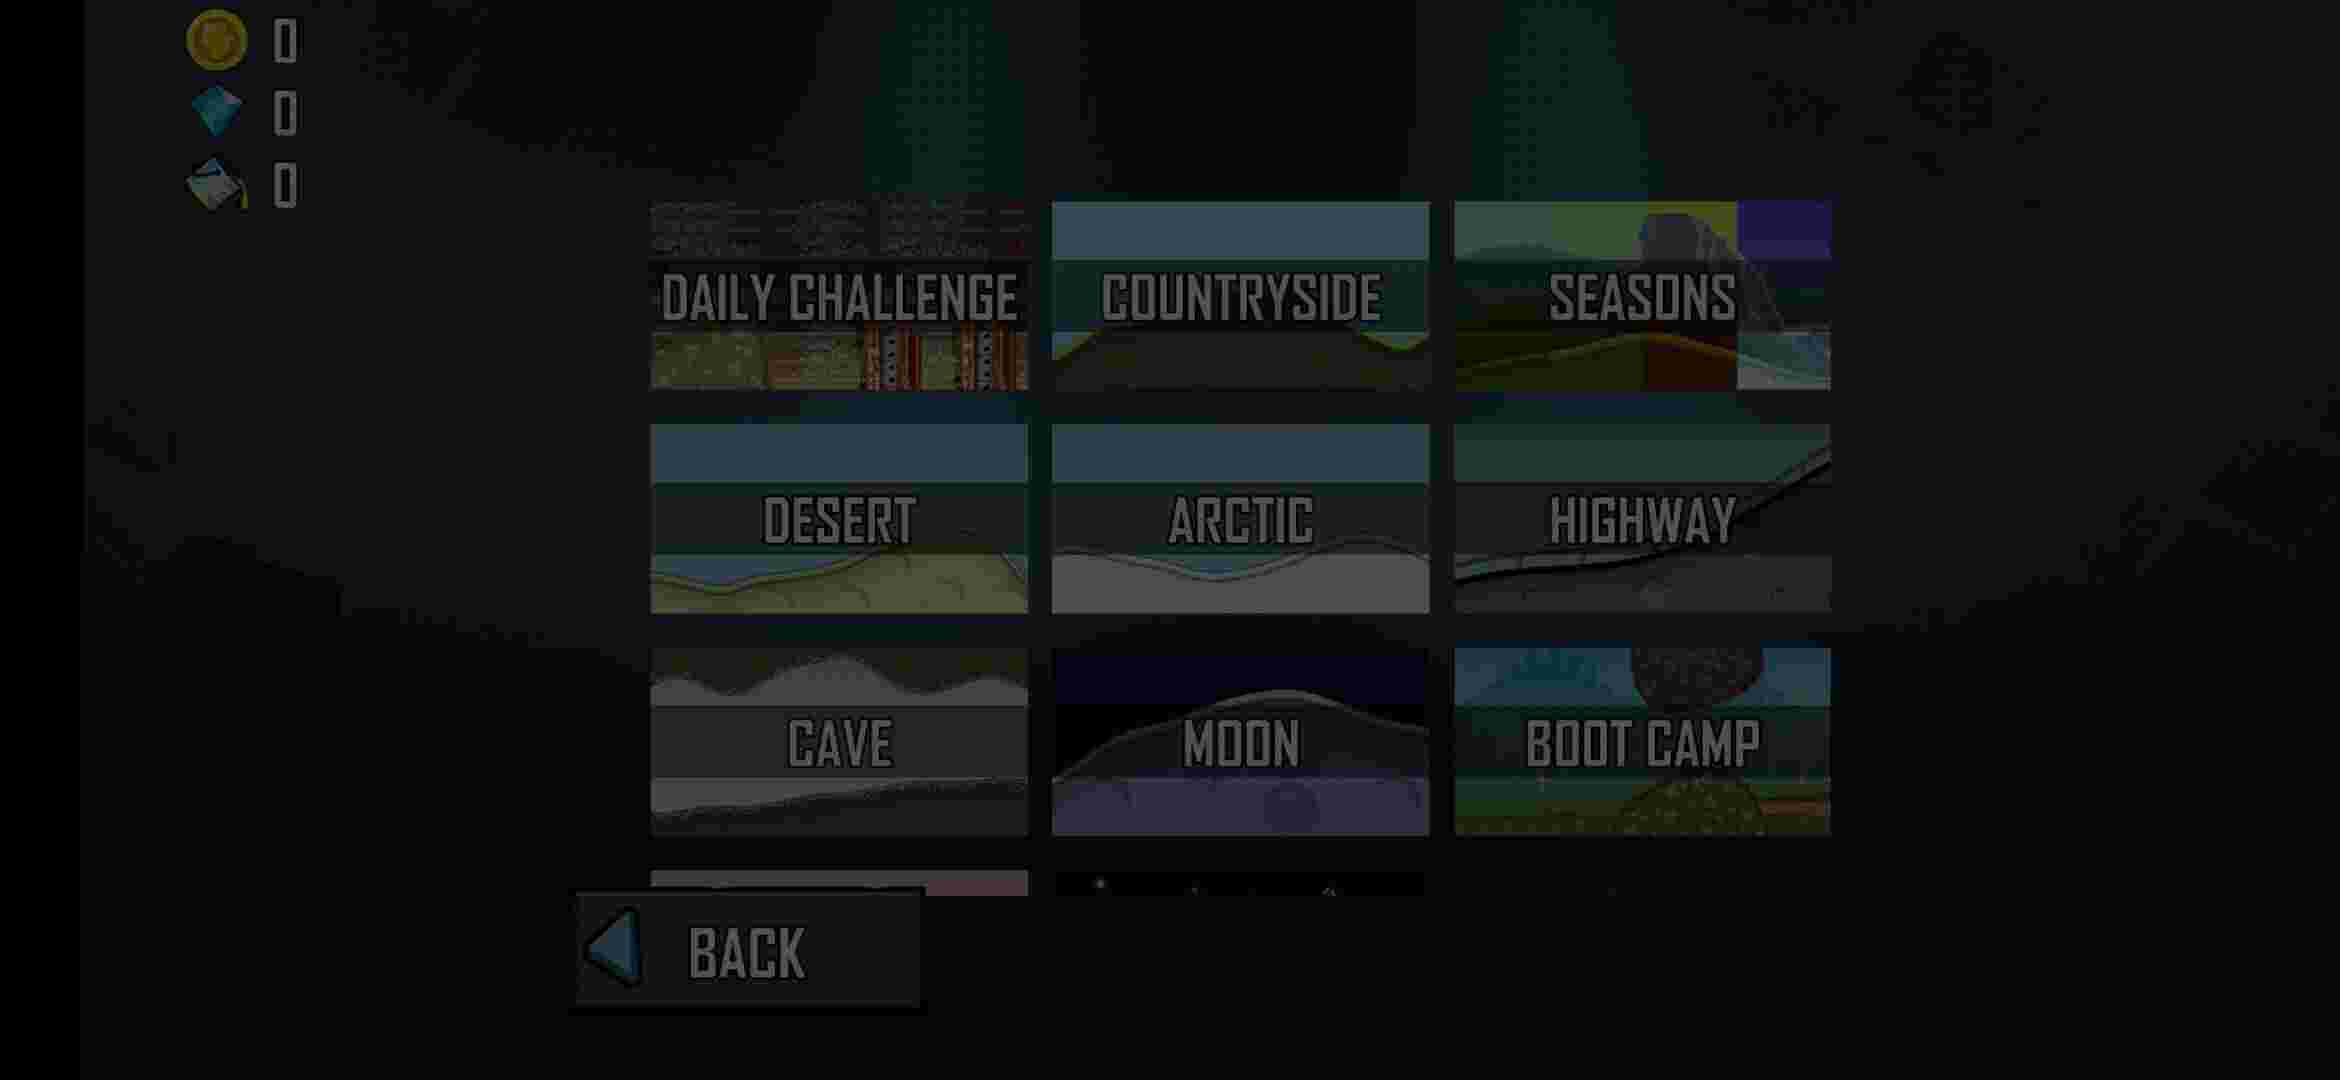 0
0
0
DAILY CHALLENGE
COUNTRYSIDE
SEASONS
DESERT
ARCTIC
HIGHWAY
CAVE
MOON
BOOT CAMP
BACK